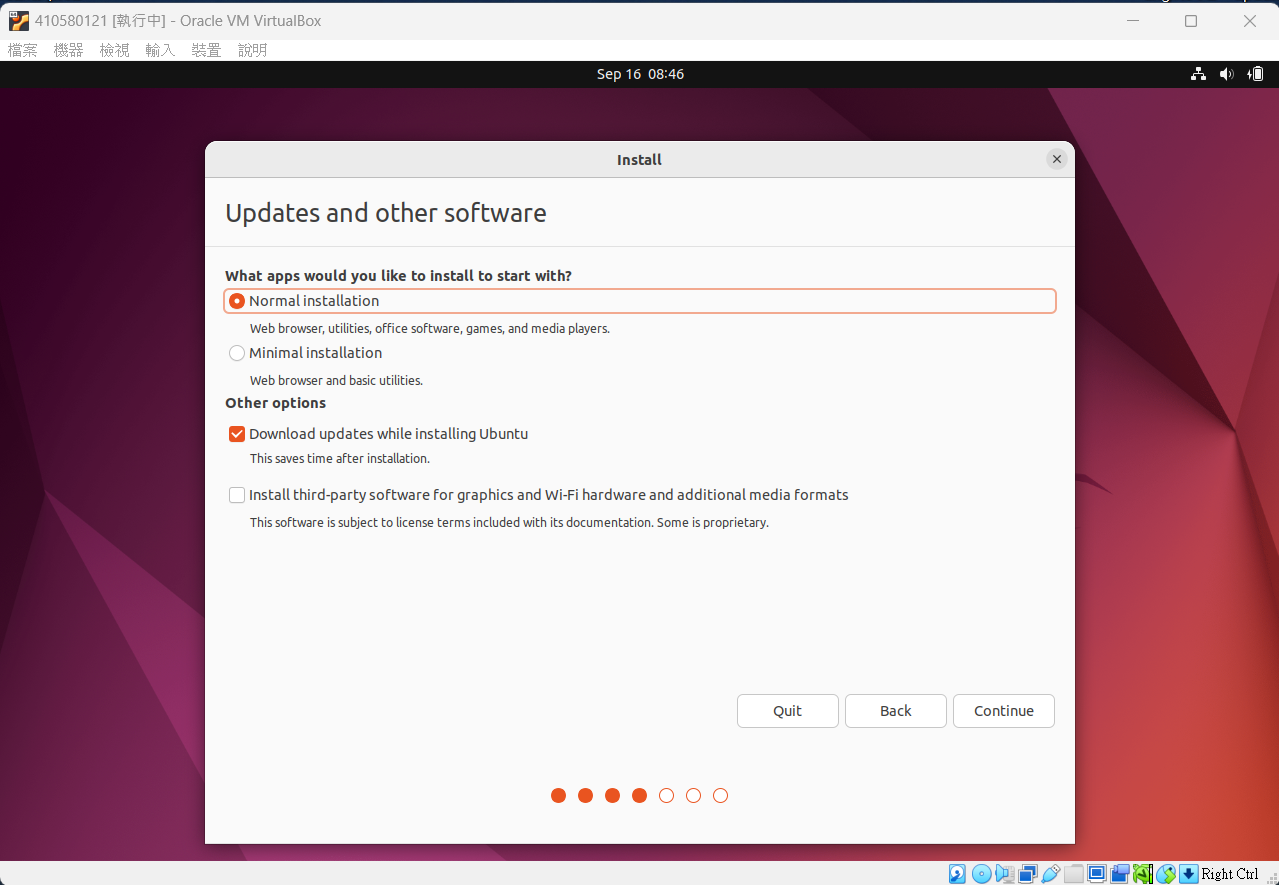 410580121 [執行中] - Oracle VM VirtualBox
檔案 機器 檢視 輸入 裝置 說明
Sep 16 08:46
Install
Updates and other software
What apps would you like to install to start with?
Normal installation
Web browser, utilities, office software, games, and media players.
Minimal installation
Web browser and basic utilities.
Other options
Download updates while installing Ubuntu
This saves time after installation.
Install third-party software for graphics and Wi-Fi hardware and additional media formats
This software is subject to license terms included with its documentation. Some is proprietary.
Quit Back Continue
Right Ctrl